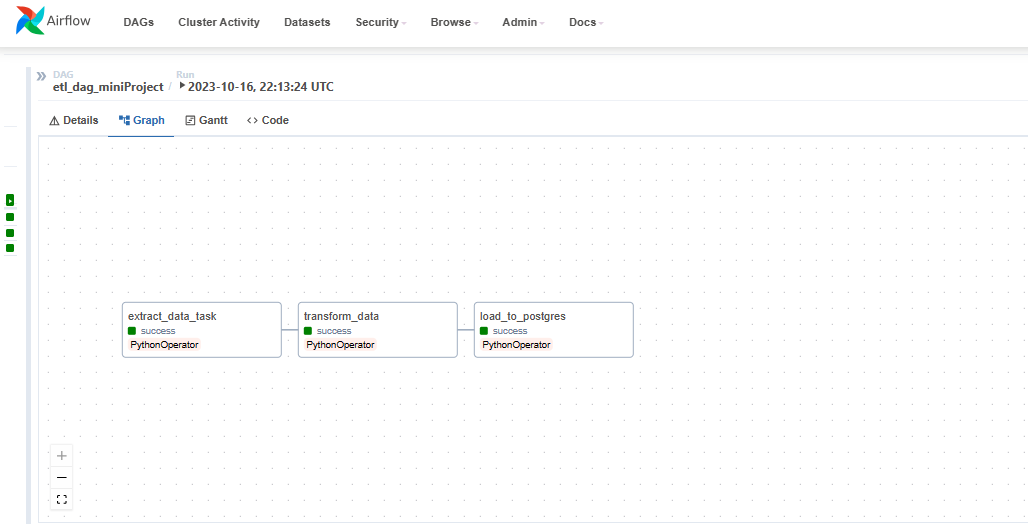 Airflow DAGs Cluster Activity Datasets Security Browse Admin Docs
DAG Run
etl_dag_miniProject / 2023-10-16, 22:13:24 UTC
Details Graph Gantt <> Code
extract_data_task
success
PythonOperator
transform_data
success
PythonOperator
load_to_postgres
success
PythonOperator